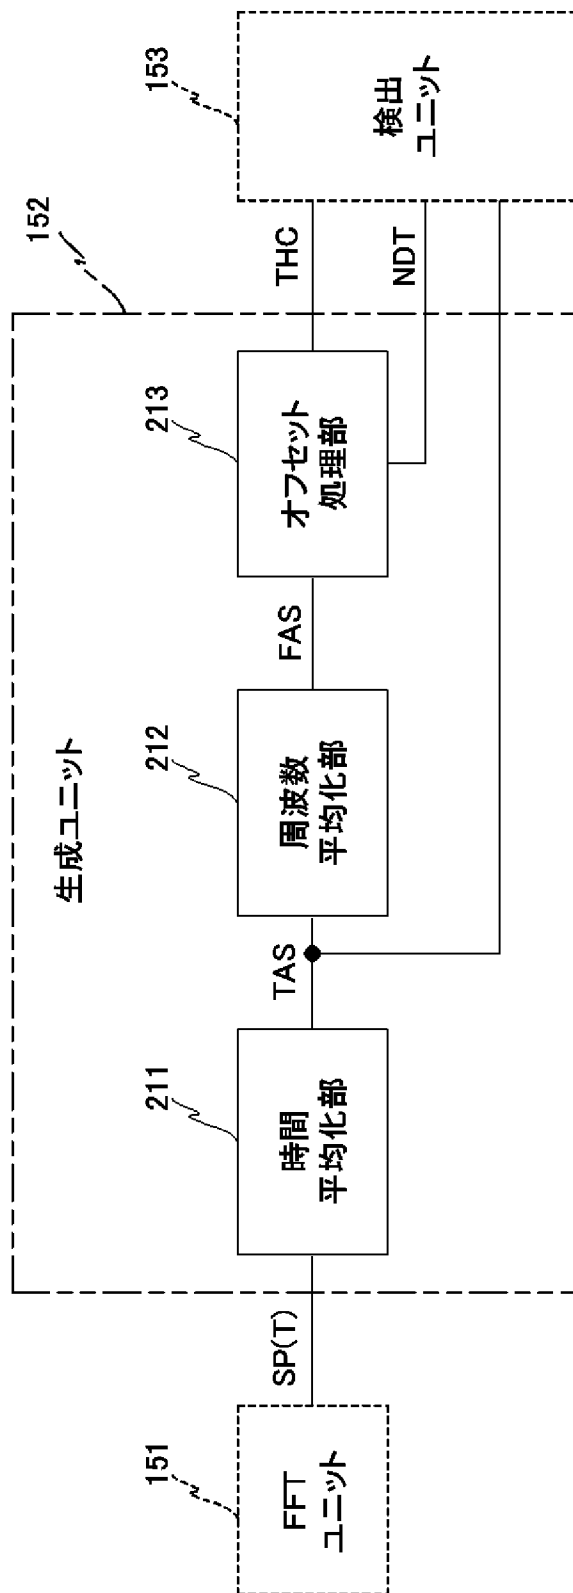 152
生成ユニット
151
FFT
ユニット
SP(T)
211
時間
平均化部
TAS
212
周波数
平均化部
FAS
213
オフセット
処理部
THC
NDT
153
検出
ユニット